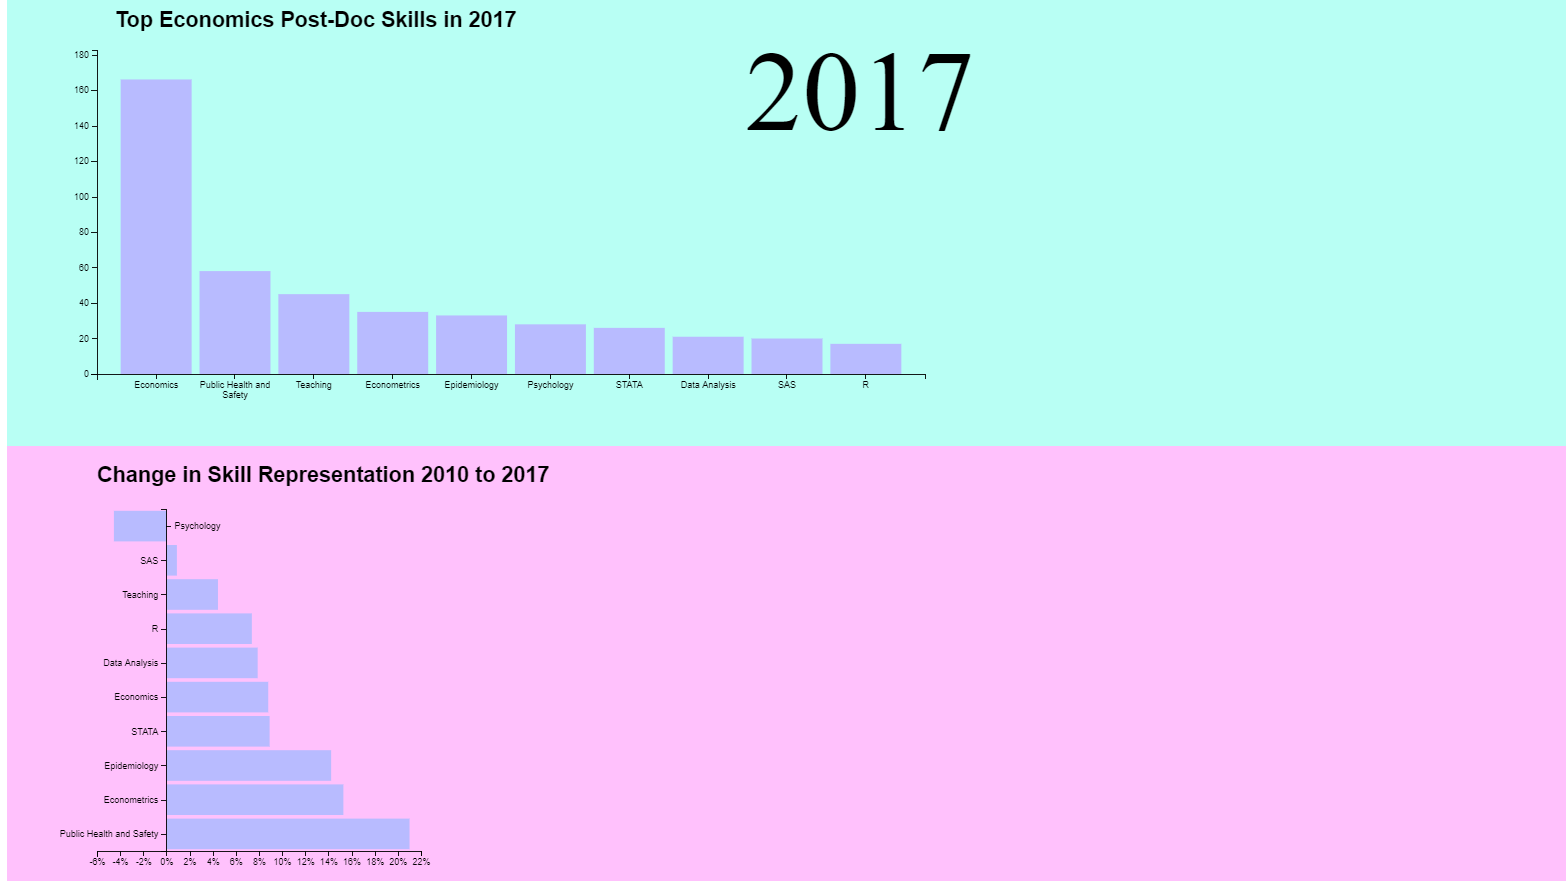 Top Economics Post-Doc Skills in 2017
2017
180
160
140
120
100
80
60
40
20
0
Economics
Public Health and
Safety
Teaching
Econometrics
Epidemiology
Psychology
STATA
Data Analysis
SAS
R
Change in Skill Representation 2010 to 2017
Psychology
SAS
Teaching
R
Data Analysis
Economics
STATA
Epidemiology
Econometrics
Public Health and Safety
-6% -4% -2% 0% 2% 4% 6% 8% 10% 12% 14% 16% 18% 20% 22%